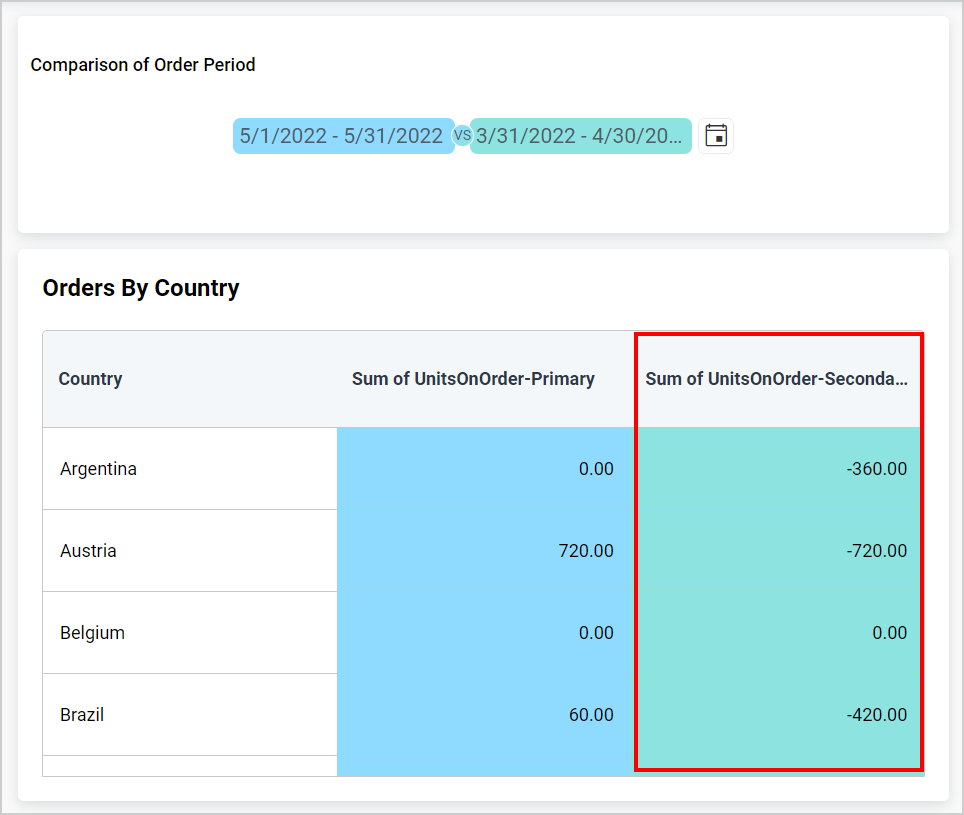 Comparison of Order Period
5/1/2022 - 5/31/2022 VS 3/31/2022 - 4/30/20...
Orders By Country
Country Sum of UnitsOnOrder-Primary Sum of UnitsOnOrder-Seconda...
Argentina 0.00 -360.00
Austria 720.00 -720.00
Belgium 0.00 0.00
Brazil 60.00 -420.00